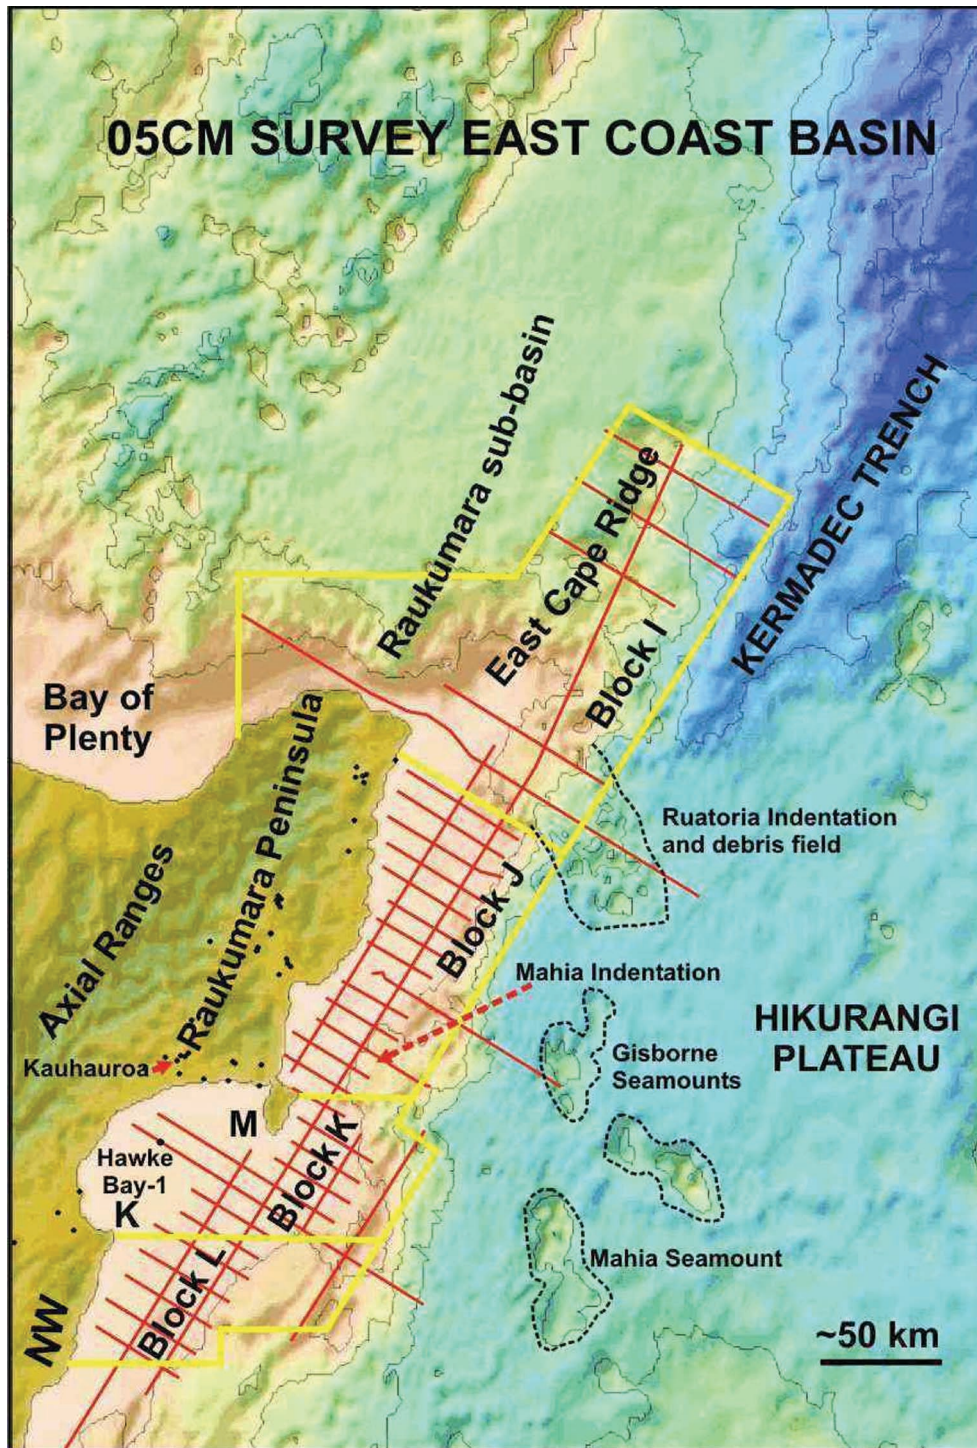 05CM SURVEY EAST COAST BASIN
Raukumara sub-basin
KERMADEC TRENCH
East Cape Ridge
Block I
Bay of
Plenty
Raukumara Peninsula
Axial Ranges
Ruatoria Indentation
and debris field
Block J
Mahia Indentation
HIKURANGI
PLATEAU
Gisborne
Seamounts
Kauhauroa
M
Hawke
Bay-1
K
Block K
Block L
Mahia Seamount
NW
~50 km